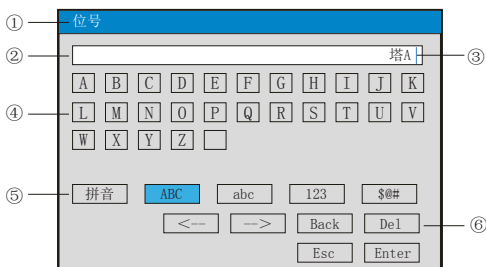 ① 位号
② 塔A ③
A B C D E F G H I J K
④ L M N O P Q R S T U V
W X Y Z
⑤ 拼音 ABC abc 123 $@#
<-- --> Back Del ⑥
Esc Enter